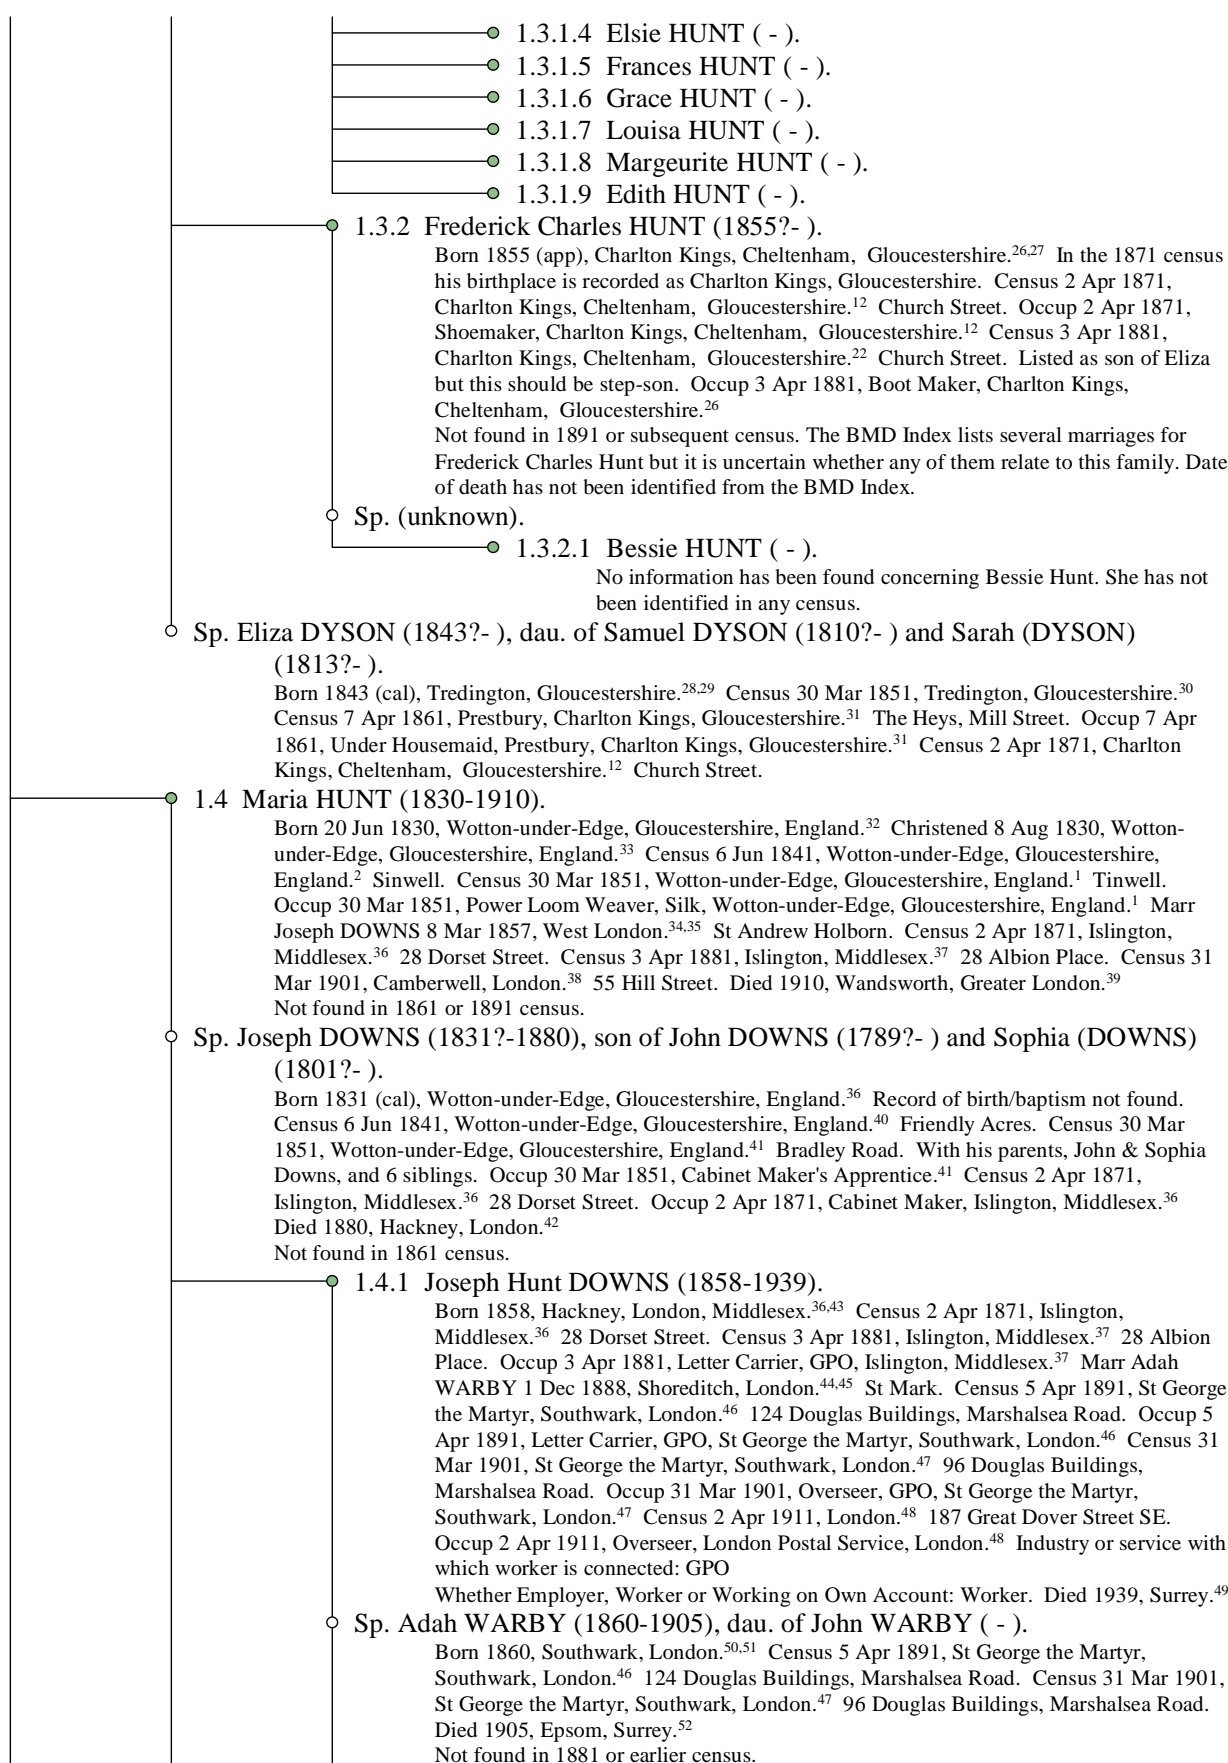 1.3.1.4 Elsie HUNT ( - ).
1.3.1.5 Frances HUNT ( - ).
1.3.1.6 Grace HUNT ( - ).
1.3.1.7 Louisa HUNT ( - ).
1.3.1.8 Margeurite HUNT ( - ).
1.3.1.9 Edith HUNT ( - ).
1.3.2 Frederick Charles HUNT (1855?- ).
Born 1855 (app), Charlton Kings, Cheltenham, Gloucestershire.26,27 In the 1871 census
his birthplace is recorded as Charlton Kings, Gloucestershire. Census 2 Apr 1871,
Charlton Kings, Cheltenham, Gloucestershire.12 Church Street. Occup 2 Apr 1871,
Shoemaker, Charlton Kings, Cheltenham, Gloucestershire.12 Census 3 Apr 1881,
Charlton Kings, Cheltenham, Gloucestershire.22 Church Street. Listed as son of Eliza
but this should be step-son. Occup 3 Apr 1881, Boot Maker, Charlton Kings,
Cheltenham, Gloucestershire.26
Not found in 1891 or subsequent census. The BMD Index lists several marriages for
Frederick Charles Hunt but it is uncertain whether any of them relate to this family. Date
of death has not been identified from the BMD Index.
Sp. (unknown).
1.3.2.1 Bessie HUNT ( - ).
No information has been found concerning Bessie Hunt. She has not
been identified in any census.
Sp. Eliza DYSON (1843?- ), dau. of Samuel DYSON (1810?- ) and Sarah (DYSON)
(1813?- ).
Born 1843 (cal), Tredington, Gloucestershire.28,29 Census 30 Mar 1851, Tredington, Gloucestershire.30
Census 7 Apr 1861, Prestbury, Charlton Kings, Gloucestershire.31 The Heys, Mill Street. Occup 7 Apr
1861, Under Housemaid, Prestbury, Charlton Kings, Gloucestershire.31 Census 2 Apr 1871, Charlton
Kings, Cheltenham, Gloucestershire.12 Church Street.
1.4 Maria HUNT (1830-1910).
Born 20 Jun 1830, Wotton-under-Edge, Gloucestershire, England.32 Christened 8 Aug 1830, Wotton-
under-Edge, Gloucestershire, England.33 Census 6 Jun 1841, Wotton-under-Edge, Gloucestershire,
England.2 Sinwell. Census 30 Mar 1851, Wotton-under-Edge, Gloucestershire, England.1 Tinwell.
Occup 30 Mar 1851, Power Loom Weaver, Silk, Wotton-under-Edge, Gloucestershire, England.1 Marr
Joseph DOWNS 8 Mar 1857, West London.34,35 St Andrew Holborn. Census 2 Apr 1871, Islington,
Middlesex.36 28 Dorset Street. Census 3 Apr 1881, Islington, Middlesex.37 28 Albion Place. Census 31
Mar 1901, Camberwell, London.38 55 Hill Street. Died 1910, Wandsworth, Greater London.39
Not found in 1861 or 1891 census.
Sp. Joseph DOWNS (1831?-1880), son of John DOWNS (1789?- ) and Sophia (DOWNS)
(1801?- ).
Born 1831 (cal), Wotton-under-Edge, Gloucestershire, England.36 Record of birth/baptism not found.
Census 6 Jun 1841, Wotton-under-Edge, Gloucestershire, England.40 Friendly Acres. Census 30 Mar
1851, Wotton-under-Edge, Gloucestershire, England.41 Bradley Road. With his parents, John & Sophia
Downs, and 6 siblings. Occup 30 Mar 1851, Cabinet Maker's Apprentice.41 Census 2 Apr 1871,
Islington, Middlesex.36 28 Dorset Street. Occup 2 Apr 1871, Cabinet Maker, Islington, Middlesex.36
Died 1880, Hackney, London.42
Not found in 1861 census.
1.4.1 Joseph Hunt DOWNS (1858-1939).
Born 1858, Hackney, London, Middlesex.36,43 Census 2 Apr 1871, Islington,
Middlesex.36 28 Dorset Street. Census 3 Apr 1881, Islington, Middlesex.37 28 Albion
Place. Occup 3 Apr 1881, Letter Carrier, GPO, Islington, Middlesex.37 Marr Adah
WARBY 1 Dec 1888, Shoreditch, London.44,45 St Mark. Census 5 Apr 1891, St George
the Martyr, Southwark, London.46 124 Douglas Buildings, Marshalsea Road. Occup 5
Apr 1891, Letter Carrier, GPO, St George the Martyr, Southwark, London.46 Census 31
Mar 1901, St George the Martyr, Southwark, London.47 96 Douglas Buildings,
Marshalsea Road. Occup 31 Mar 1901, Overseer, GPO, St George the Martyr,
Southwark, London.47 Census 2 Apr 1911, London.48 187 Great Dover Street SE.
Occup 2 Apr 1911, Overseer, London Postal Service, London.48 Industry or service with
which worker is connected: GPO
Whether Employer, Worker or Working on Own Account: Worker. Died 1939, Surrey.49
Sp. Adah WARBY (1860-1905), dau. of John WARBY ( - ).
Born 1860, Southwark, London.50,51 Census 5 Apr 1891, St George the Martyr,
Southwark, London.46 124 Douglas Buildings, Marshalsea Road. Census 31 Mar 1901,
St George the Martyr, Southwark, London.47 96 Douglas Buildings, Marshalsea Road.
Died 1905, Epsom, Surrey.52
Not found in 1881 or earlier census.